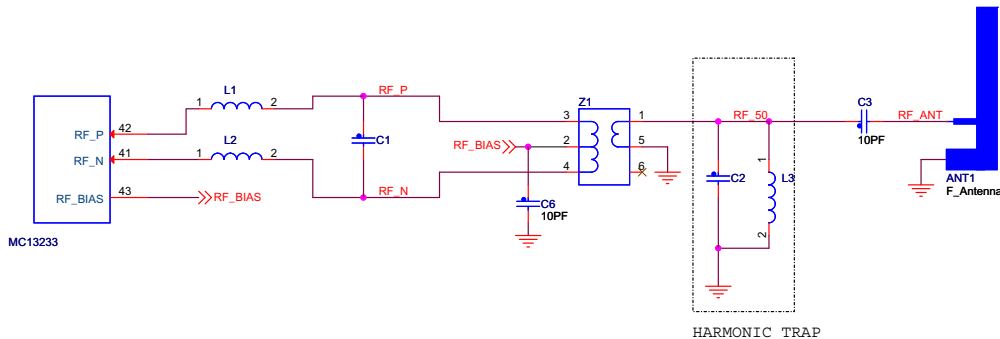 L1
1
2
RF_P
RF_P
42
L2
RF_N
41
1
2
C1
RF_N
RF_BIAS
43
RF_BIAS
MC13233
Z1
3
1
RF_BIAS
2
5
4
6
C6
10PF
RF_50
C2
1
L3
2
HARMONIC TRAP
C3
10PF
RF_ANT
ANT1
F_Antenna